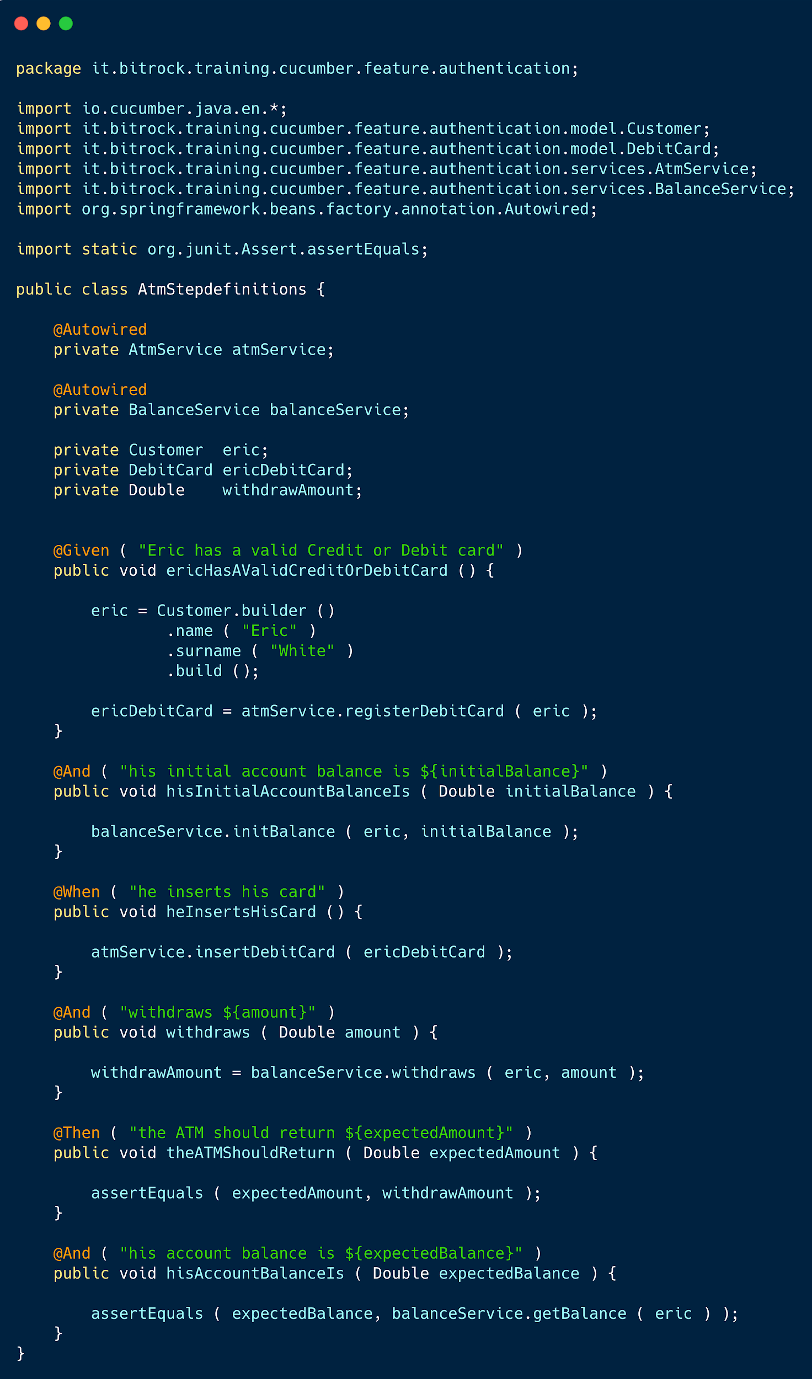 package it.bitrock.training.cucumber.feature.authentication;

import io.cucumber.java.en.*;
import it.bitrock.training.cucumber.feature.authentication.model.Customer;
import it.bitrock.training.cucumber.feature.authentication.model.DebitCard;
import it.bitrock.training.cucumber.feature.authentication.services.AtmService;
import it.bitrock.training.cucumber.feature.authentication.services.BalanceService;
import org.springframework.beans.factory.annotation.Autowired;

import static org.junit.Assert.assertEquals;

public class AtmStepdefinitions {

    @Autowired
    private AtmService atmService;

    @Autowired
    private BalanceService balanceService;

    private Customer  eric;
    private DebitCard ericDebitCard;
    private Double    withdrawAmount;


    @Given ( "Eric has a valid Credit or Debit card" )
    public void ericHasAValidCreditOrDebitCard () {

        eric = Customer.builder ()
                .name ( "Eric" )
                .surname ( "White" )
                .build ();

        ericDebitCard = atmService.registerDebitCard ( eric );
    }

    @And ( "his initial account balance is ${initialBalance}" )
    public void hisInitialAccountBalanceIs ( Double initialBalance ) {

        balanceService.initBalance ( eric, initialBalance );
    }

    @When ( "he inserts his card" )
    public void heInsertsHisCard () {

        atmService.insertDebitCard ( ericDebitCard );
    }

    @And ( "withdraws ${amount}" )
    public void withdraws ( Double amount ) {

        withdrawAmount = balanceService.withdraws ( eric, amount );
    }

    @Then ( "the ATM should return ${expectedAmount}" )
    public void theATMShouldReturn ( Double expectedAmount ) {

        assertEquals ( expectedAmount, withdrawAmount );
    }

    @And ( "his account balance is ${expectedBalance}" )
    public void hisAccountBalanceIs ( Double expectedBalance ) {

        assertEquals ( expectedBalance, balanceService.getBalance ( eric ) );
    }
}